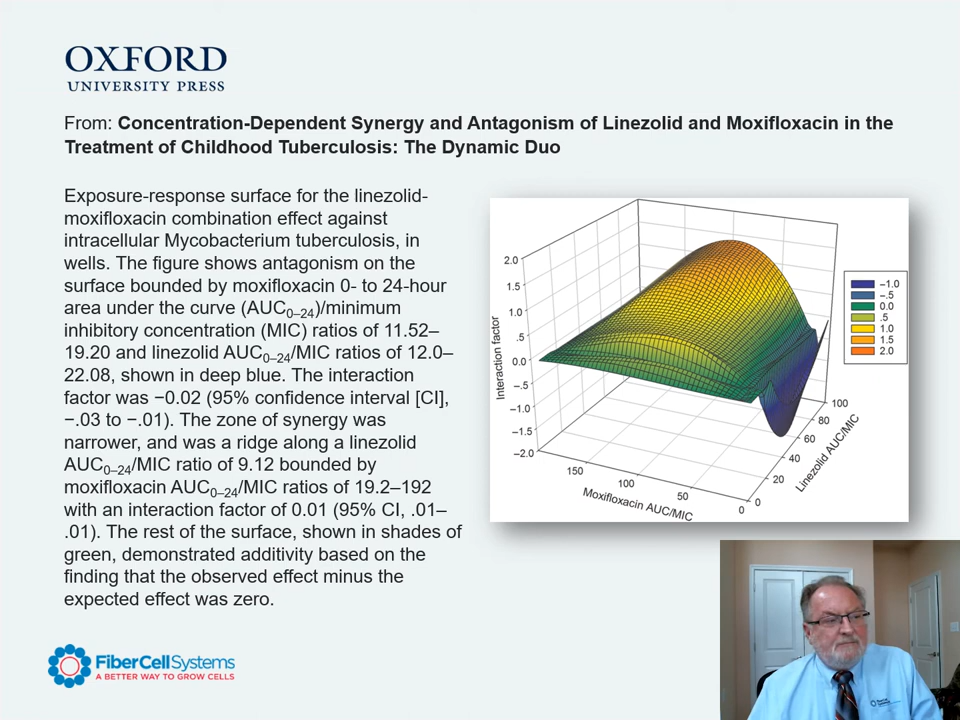 OXFORD
UNIVERSITY PRESS
From: Concentration-Dependent Synergy and Antagonism of Linezolid and Moxifloxacin in the
Treatment of Childhood Tuberculosis: The Dynamic Duo
Exposure-response surface for the linezolid-
moxifloxacin combination effect against
intracellular Mycobacterium tuberculosis, in
wells. The figure shows antagonism on the
surface bounded by moxifloxacin 0- to 24-hour
area under the curve (AUC0–24)/minimum
inhibitory concentration (MIC) ratios of 11.52–
19.20 and linezolid AUC0–24/MIC ratios of 12.0–
22.08, shown in deep blue. The interaction
factor was −0.02 (95% confidence interval [CI],
−.03 to −.01). The zone of synergy was
narrower, and was a ridge along a linezolid
AUC0–24/MIC ratio of 9.12 bounded by
moxifloxacin AUC0–24/MIC ratios of 19.2–192
with an interaction factor of 0.01 (95% CI, .01–
.01). The rest of the surface, shown in shades of
green, demonstrated additivity based on the
finding that the observed effect minus the
expected effect was zero.
Interaction factor
2.0
1.5
1.0
.5
0.0
−.5
−1.0
−1.5
−2.0
150
100
50
0
Moxifloxacin AUC/MIC
0
20
40
60
80
100
Linezolid AUC/MIC
−1.0
−.5
0.0
.5
1.0
1.5
2.0
FiberCell Systems
A BETTER WAY TO GROW CELLS